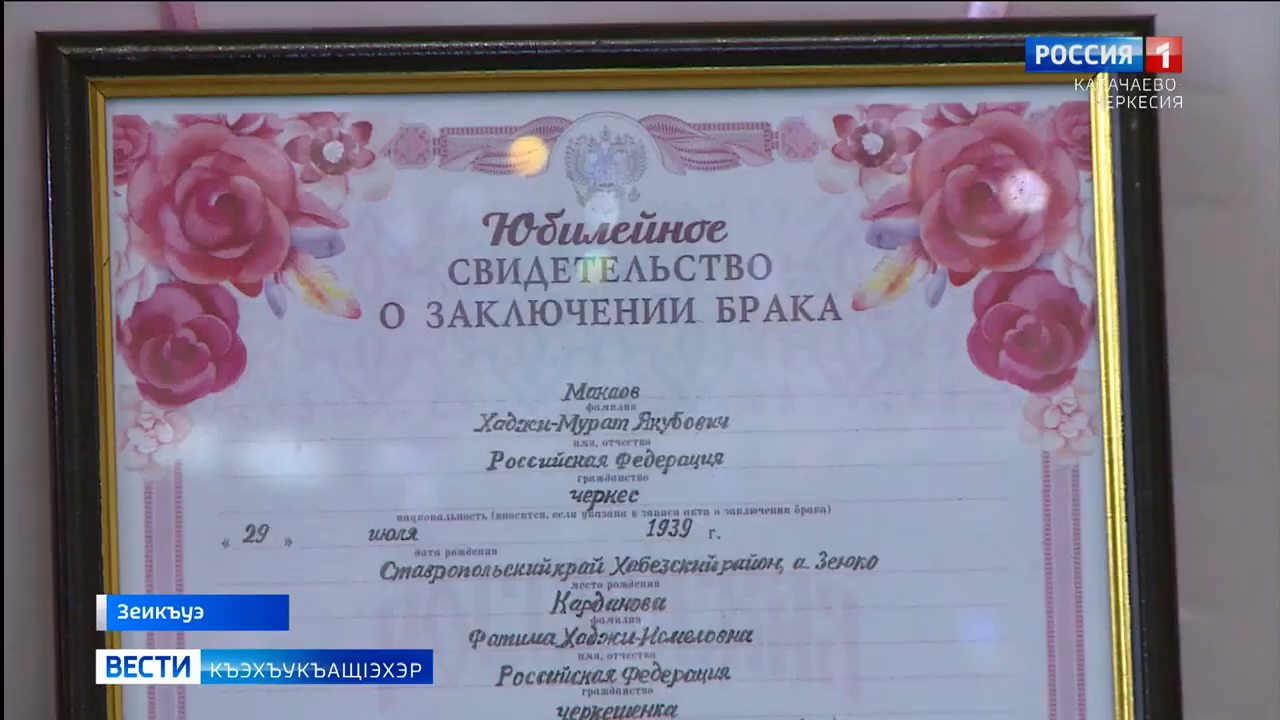 РОССИЯ 1
КАРАЧАЕВО
ЧЕРКЕСИЯ
Юбилейное
СВИДЕТЕЛЬСТВО
О ЗАКЛЮЧЕНИИ БРАКА
Макаов
фамилия
Хаджи-Мурат Якубович
имя, отчество
Российская Федерация
гражданство
черкес
национальность (вносится, если указана в записи акта о заключении брака)
« 29 » июля 1939 г.
дата рождения
Ставропольский край, Хабезский район, а. Зеюко
место рождения
Карданова
фамилия
Фатима Хаджи-Исмеловна
имя, отчество
Российская Федерация
гражданство
черкешенка
Зеикъуэ
ВЕСТИ КЪЭХЪУКЪАЩІЭХЭР